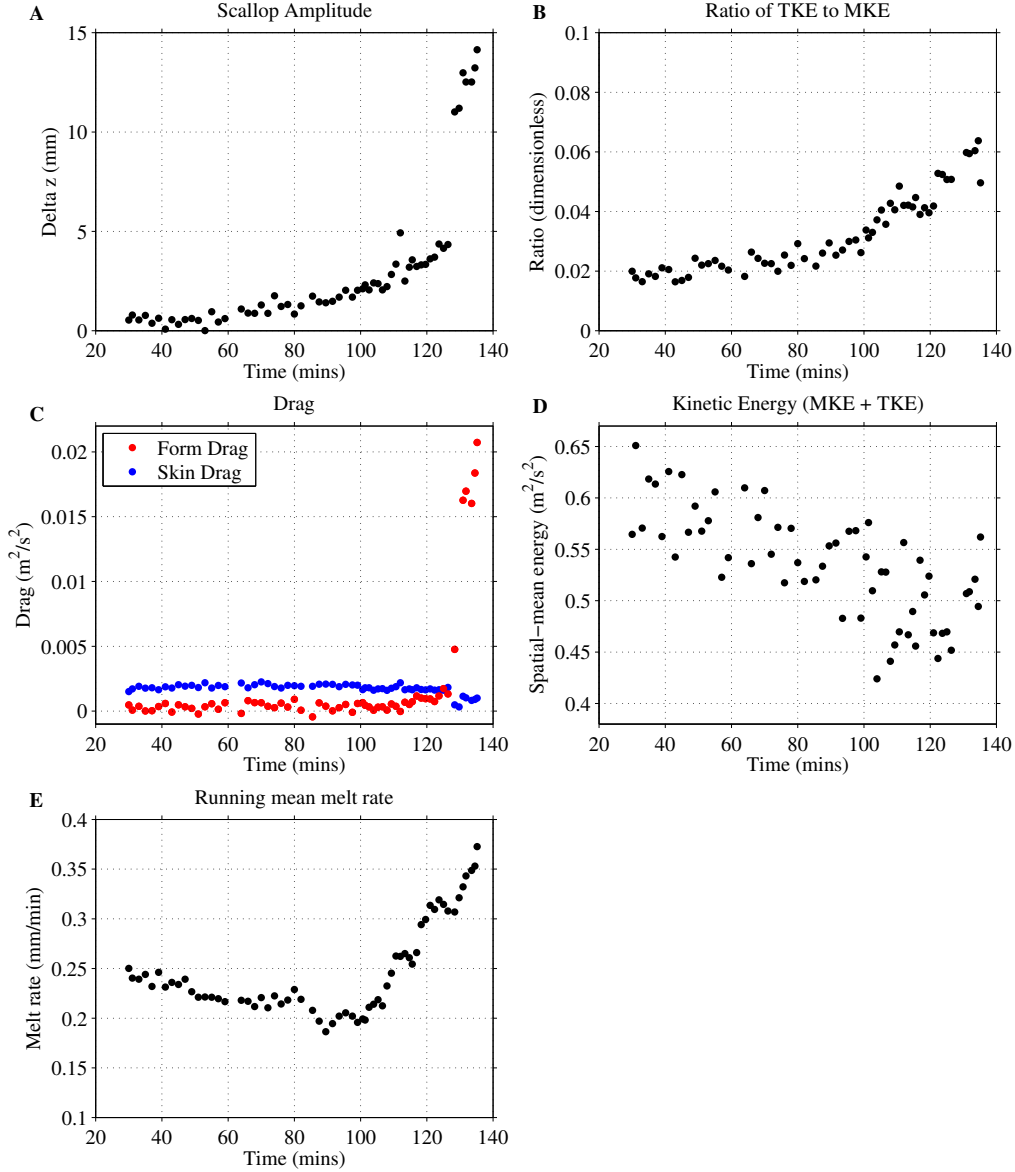 A
Scallop Amplitude
15
10
5
0
Delta z (mm)
20 40 60 80 100 120 140
Time (mins)
B
Ratio of TKE to MKE
0.1
0.08
0.06
0.04
0.02
0
Ratio (dimensionless)
20 40 60 80 100 120 140
Time (mins)
C
Drag
Form Drag
Skin Drag
0.02
0.015
0.01
0.005
0
Drag (m²/s²)
20 40 60 80 100 120 140
Time (mins)
D
Kinetic Energy (MKE + TKE)
0.65
0.6
0.55
0.5
0.45
0.4
Spatial−mean energy (m²/s²)
20 40 60 80 100 120 140
Time (mins)
E
Running mean melt rate
0.4
0.35
0.3
0.25
0.2
0.15
0.1
Melt rate (mm/min)
20 40 60 80 100 120 140
Time (mins)